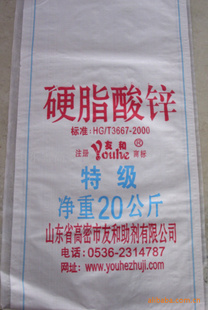 硬脂酸锌
标准:HG/T3667-2000
友和
注册 Youhe® 商标
特级
净重20公斤
山东省高密市友和助剂有限公司
电话:0536-2314787
网址:www.youhezhuji.com